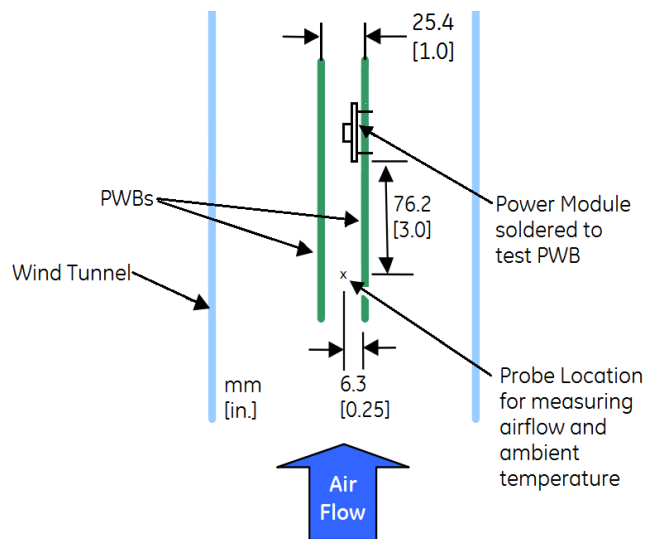 25.4
[1.0]
PWBs
76.2
[3.0]
Power Module
soldered to
test PWB
Wind Tunnel
x
mm
[in.]
6.3
[0.25]
Probe Location
for measuring
airflow and
ambient
temperature
Air
Flow